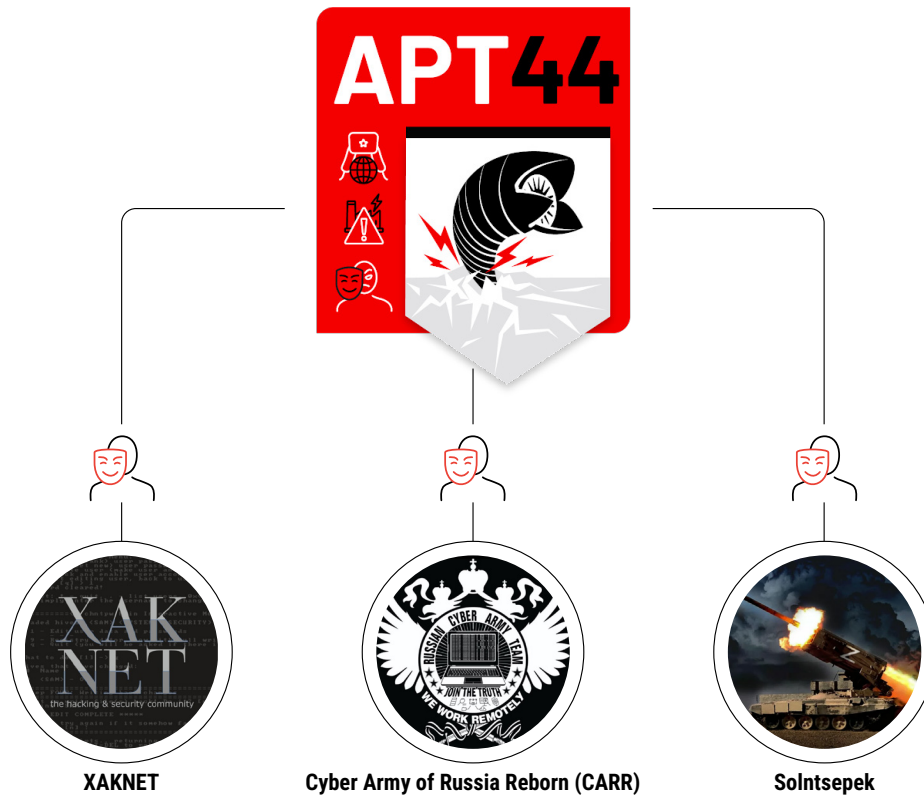 APT44
XAK
NET
the hacking & security community
RUSSIAN CYBER ARMY TEAM
JOIN THE TRUTH
WE WORK REMOTELY
Z
XAKNET
Cyber Army of Russia Reborn (CARR)
Solntsepek